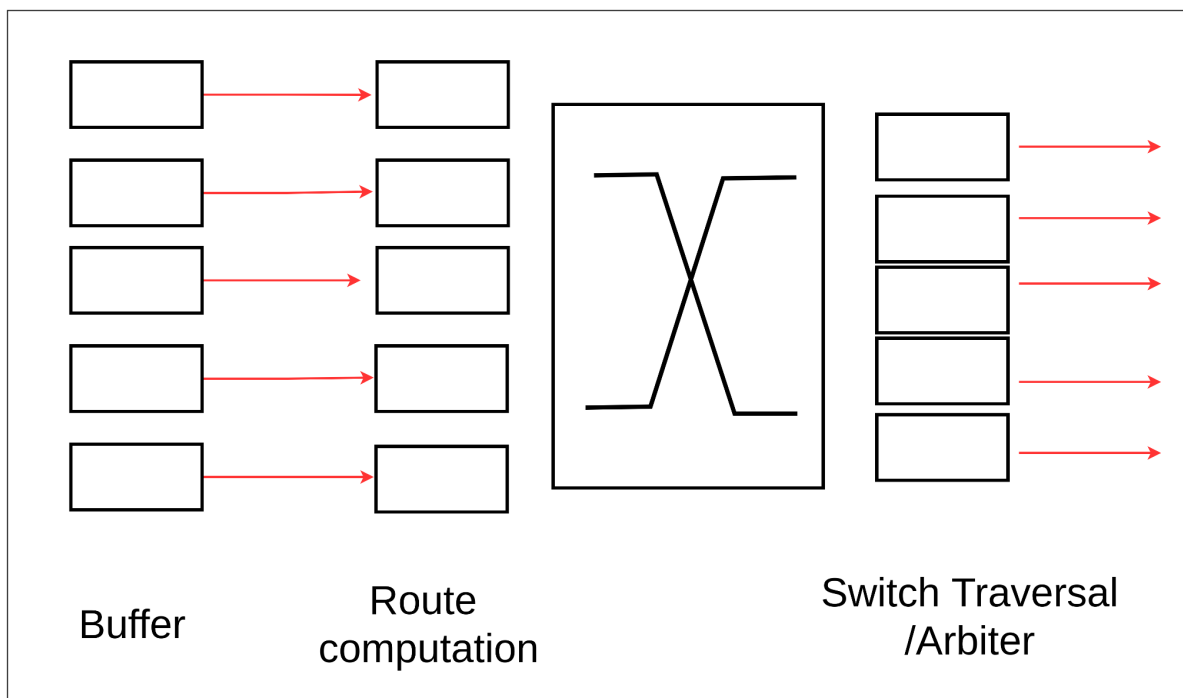 Buffer
Route
computation
Switch Traversal
/Arbiter